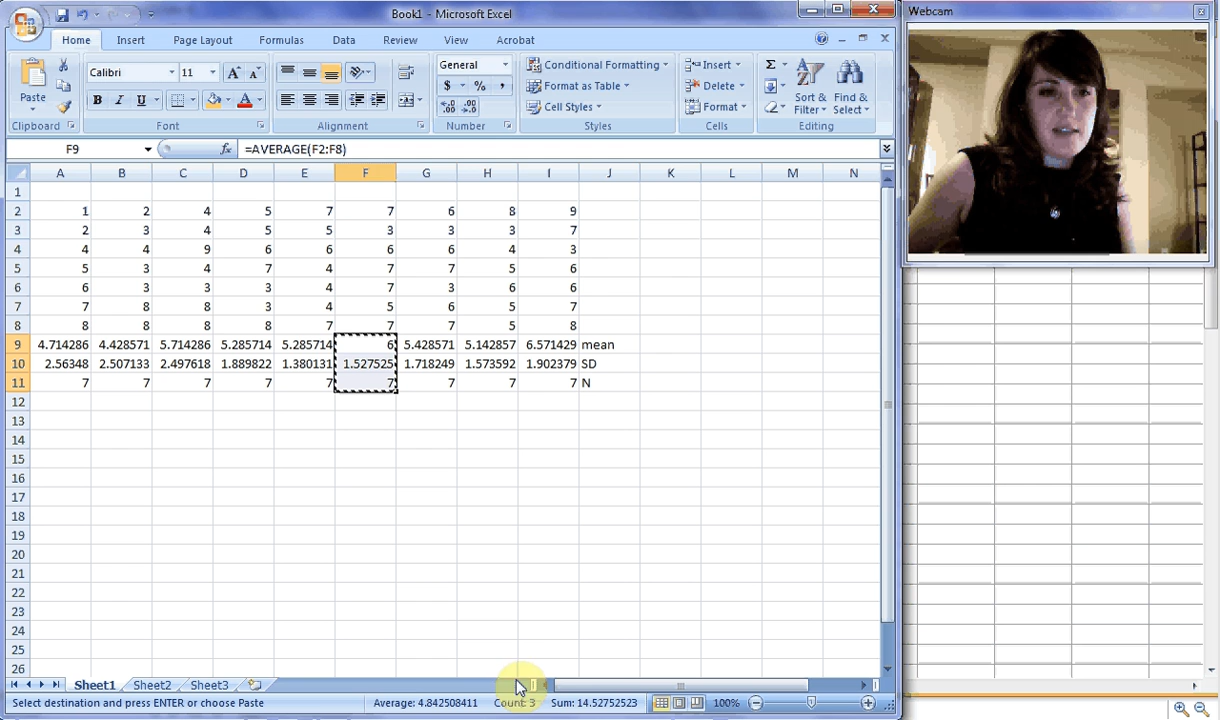 Book1 - Microsoft Excel
Webcam
Home Insert Page Layout Formulas Data Review View Acrobat
Paste
Calibri 11
B I U A
General
$ % ,
Conditional Formatting
Format as Table
Cell Styles
Insert
Delete
Format
Σ
Sort & Filter
Find & Select
Clipboard Font Alignment Number Styles Cells Editing
F9 fx =AVERAGE(F2:F8)
A B C D E F G H I J K L M N
1
2 1 2 4 5 7 7 6 8 9
3 2 3 4 5 5 3 3 3 7
4 4 4 9 6 6 6 6 4 3
5 5 3 4 7 4 7 7 5 6
6 6 3 3 3 4 7 3 6 6
7 7 8 8 3 4 5 6 5 7
8 8 8 8 8 7 7 7 5 8
9 4.714286 4.428571 5.714286 5.285714 5.285714 6 5.428571 5.142857 6.571429 mean
10 2.56348 2.507133 2.497618 1.889822 1.380131 1.527525 1.718249 1.573592 1.902379 SD
11 7 7 7 7 7 7 7 7 7 N
12
13
14
15
16
17
18
19
20
21
22
23
24
25
26
Sheet1 Sheet2 Sheet3
Select destination and press ENTER or choose Paste Average: 4.842508411 Count: 3 Sum: 14.52752523 100%